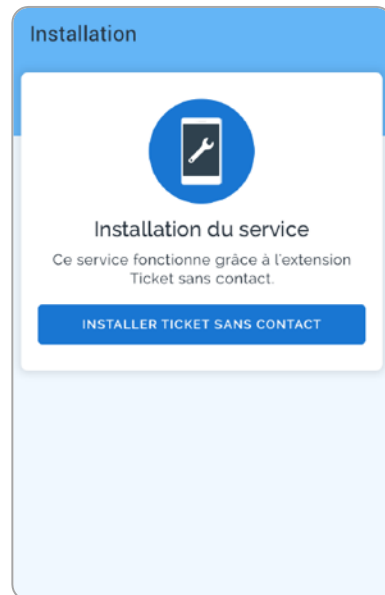 Installation
Installation du service
Ce service fonctionne grâce à l'extension
Ticket sans contact.
INSTALLER TICKET SANS CONTACT